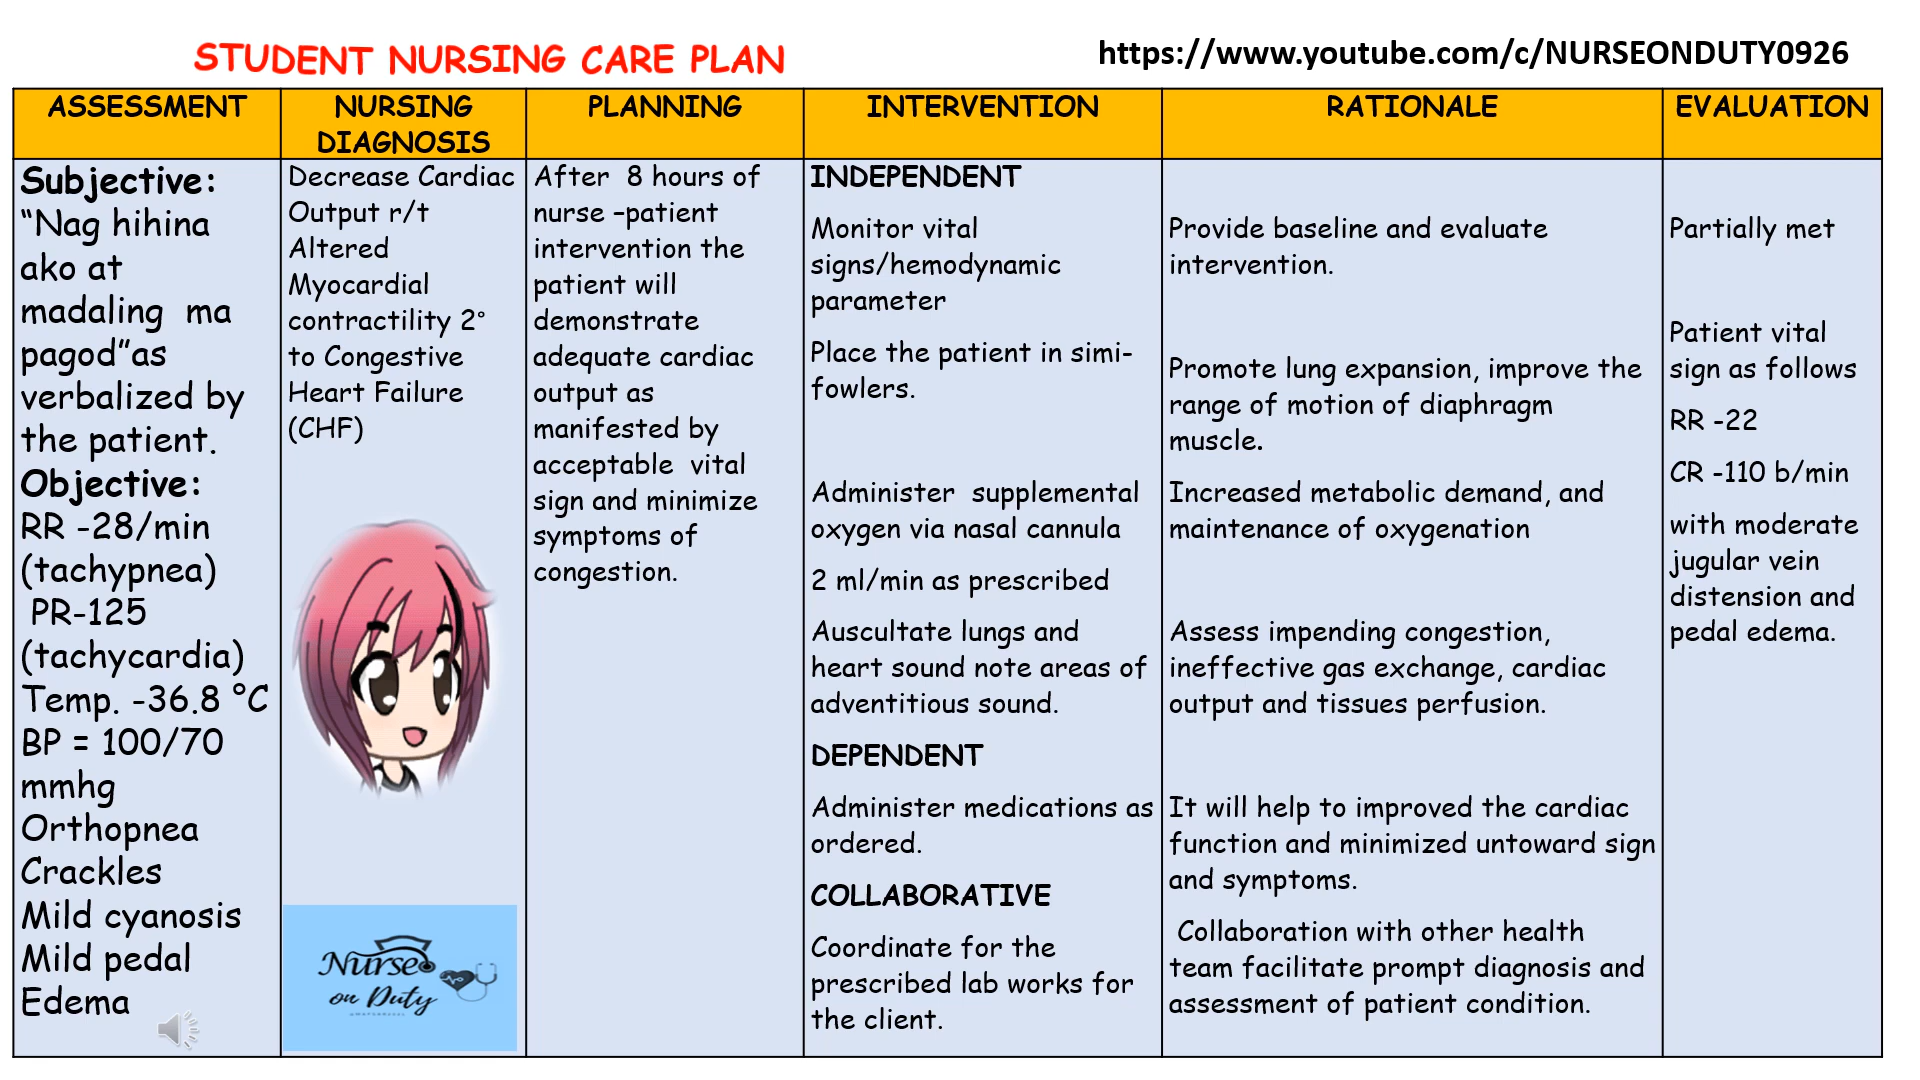 STUDENT NURSING CARE PLAN
https://www.youtube.com/c/NURSEONDUTY0926
ASSESSMENT
NURSING
DIAGNOSIS
PLANNING
INTERVENTION
RATIONALE
EVALUATION
Subjective:
“Nag hihina
ako at
madaling ma
pagod”as
verbalized by
the patient.
Objective:
RR -28/min
(tachypnea)
PR-125
(tachycardia)
Temp. -36.8 °C
BP = 100/70
mmhg
Orthopnea
Crackles
Mild cyanosis
Mild pedal
Edema
Decrease Cardiac
Output r/t
Altered
Myocardial
contractility 2°
to Congestive
Heart Failure
(CHF)
Nurse
on Duty
After 8 hours of
nurse –patient
intervention the
patient will
demonstrate
adequate cardiac
output as
manifested by
acceptable vital
sign and minimize
symptoms of
congestion.
INDEPENDENT
Monitor vital
signs/hemodynamic
parameter
Place the patient in simi-
fowlers.
Administer supplemental
oxygen via nasal cannula
2 ml/min as prescribed
Auscultate lungs and
heart sound note areas of
adventitious sound.
DEPENDENT
Administer medications as
ordered.
COLLABORATIVE
Coordinate for the
prescribed lab works for
the client.
Provide baseline and evaluate
intervention.
Promote lung expansion, improve the
range of motion of diaphragm
muscle.
Increased metabolic demand, and
maintenance of oxygenation
Assess impending congestion,
ineffective gas exchange, cardiac
output and tissues perfusion.
It will help to improved the cardiac
function and minimized untoward sign
and symptoms.
Collaboration with other health
team facilitate prompt diagnosis and
assessment of patient condition.
Partially met
Patient vital
sign as follows
RR -22
CR -110 b/min
with moderate
jugular vein
distension and
pedal edema.